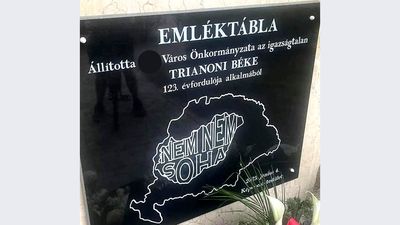 EMLÉKTÁBLA
Állította Város Önkormányzata az igazságtalan
TRIANONI BÉKE
123. évfordulója alkalmából
NEM NEM
SOHA